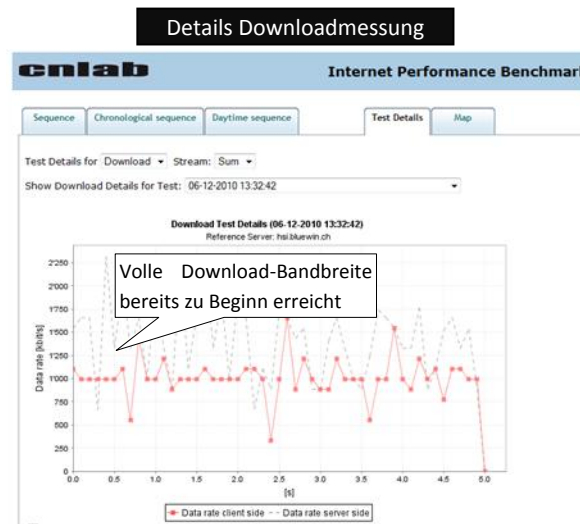 Details Downloadmessung
cnlab
Internet Performance Benchmar
Sequence
Chronological sequence
Daytime sequence
Test Details
Map
Test Details for Download Stream: Sum
Show Download Details for Test: 06-12-2010 13:32:42
Download Test Details (06-12-2010 13:32:42)
Reference Server: hsi.bluewin.ch
Volle Download-Bandbreite
bereits zu Beginn erreicht
Data rate [kbit/s]
2'250
2'000
1'750
1'500
1'250
1'000
750
500
250
0
0.0 0.5 1.0 1.5 2.0 2.5 3.0 3.5 4.0 4.5 5.0
[s]
Data rate client side Data rate server side